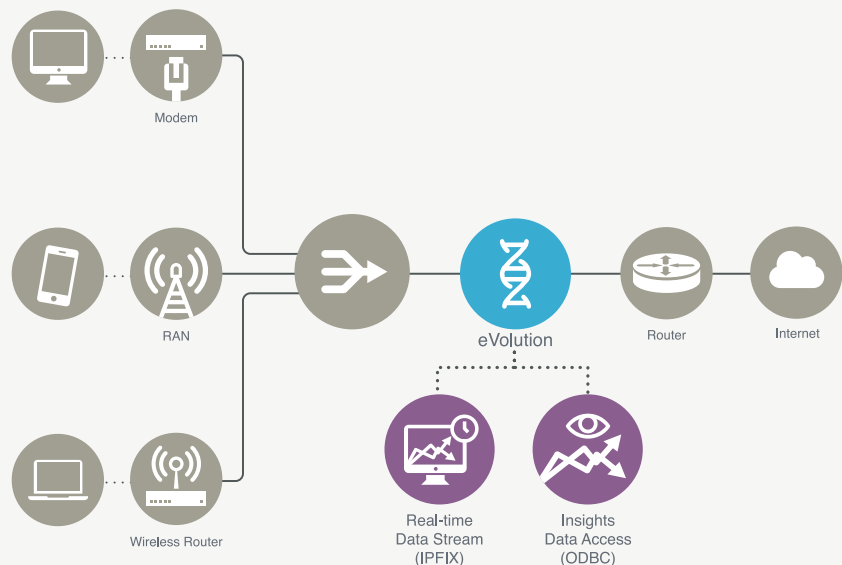 Modem
RAN
eVolution
Router
Internet
Wireless Router
Real-time
Data Stream
(IPFIX)
Insights
Data Access
(ODBC)